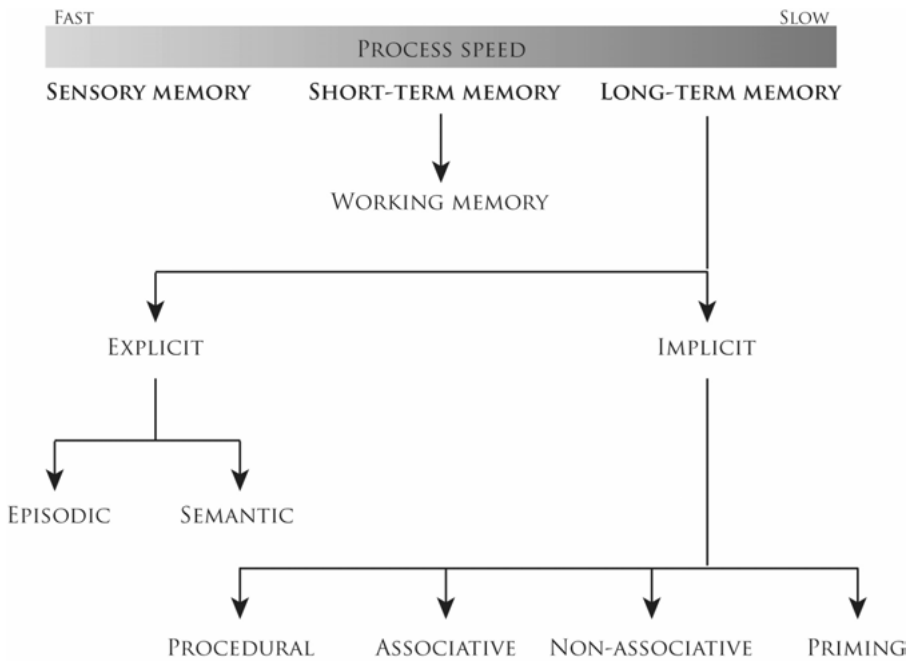 FAST SLOW
PROCESS SPEED
SENSORY MEMORY SHORT-TERM MEMORY LONG-TERM MEMORY
WORKING MEMORY
EXPLICIT IMPLICIT
EPISODIC SEMANTIC
PROCEDURAL ASSOCIATIVE NON-ASSOCIATIVE PRIMING